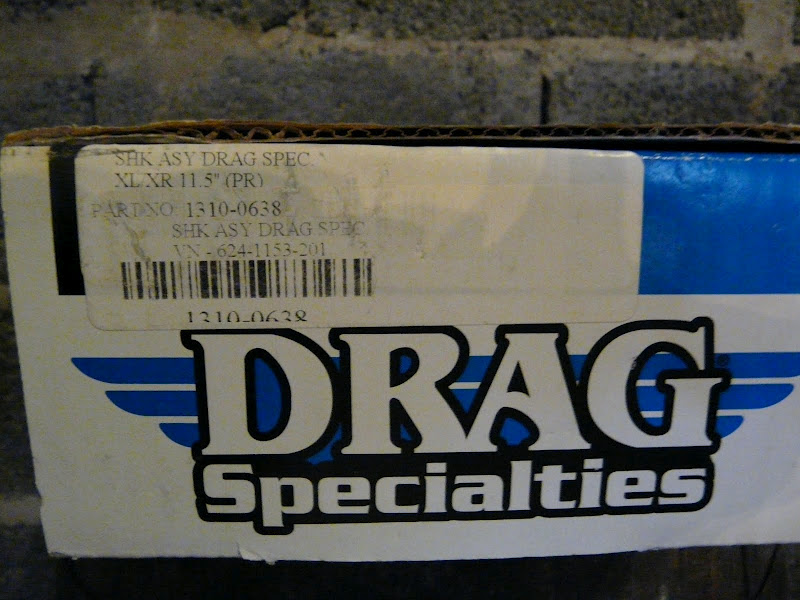 SHK ASY DRAG SPEC.
XL/XR 11.5" (PR)
PART NO: 1310-0638
SHK ASY DRAG SPEC
VN - 624-1153-201
1310-0638
DRAG®
Specialties